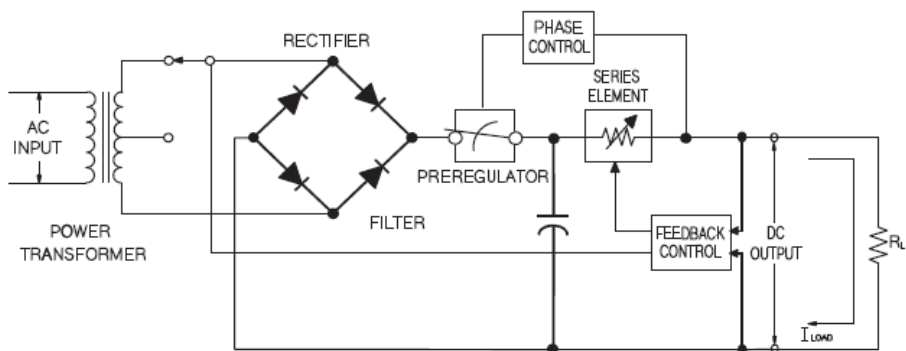 PHASE
CONTROL
RECTIFIER
SERIES
ELEMENT
AC
INPUT
PREREGULATOR
POWER
TRANSFORMER
FILTER
FEEDBACK
CONTROL
DC
OUTPUT
RL
ILOAD